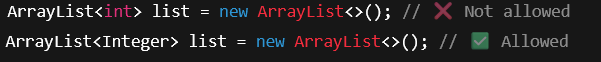 ArrayList<int> list = new ArrayList<>(); // ❌ Not allowed
ArrayList<Integer> list = new ArrayList<>(); // ✅ Allowed